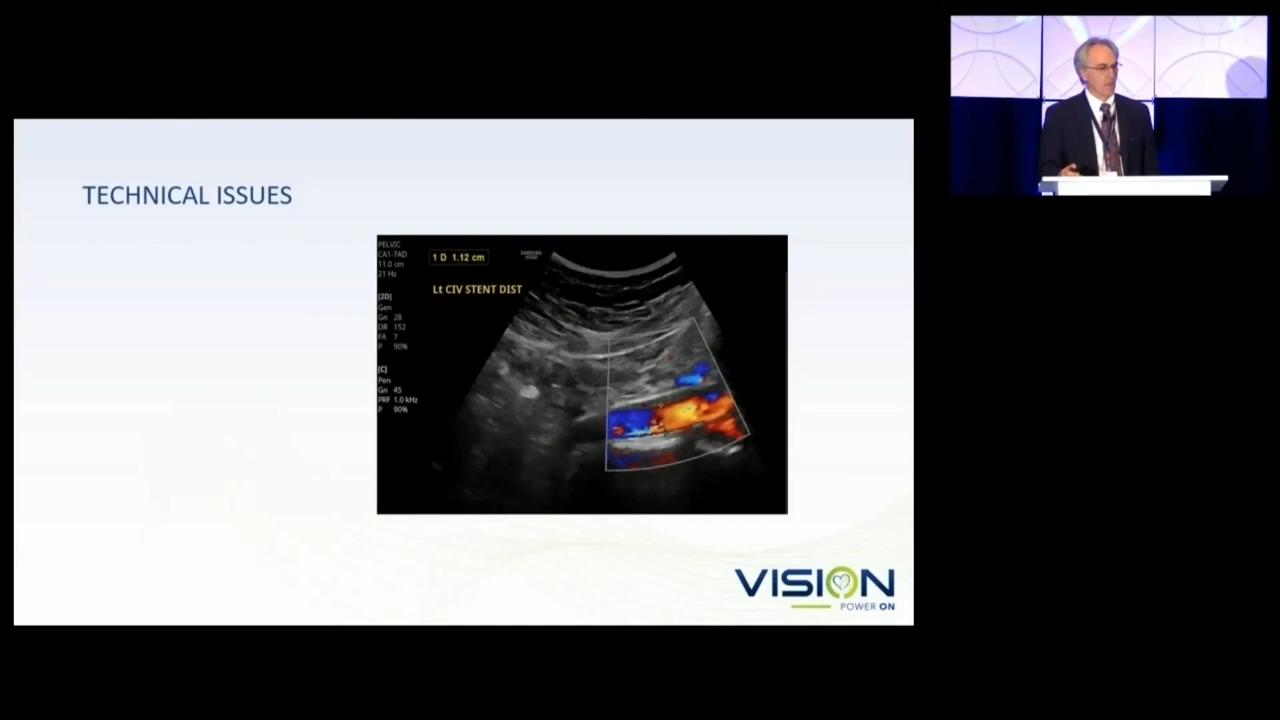 TECHNICAL ISSUES
PELVIC
CA1-7AD
11.0 cm
21 Hz
[2D]
Gen
Gn 28
DR 152
FA 7
P 90%
[C]
Pen
Gn 45
PRF 1.0 kHz
P 90%
1 D 1.12 cm
Lt CIV STENT DIST
VISION
POWER ON